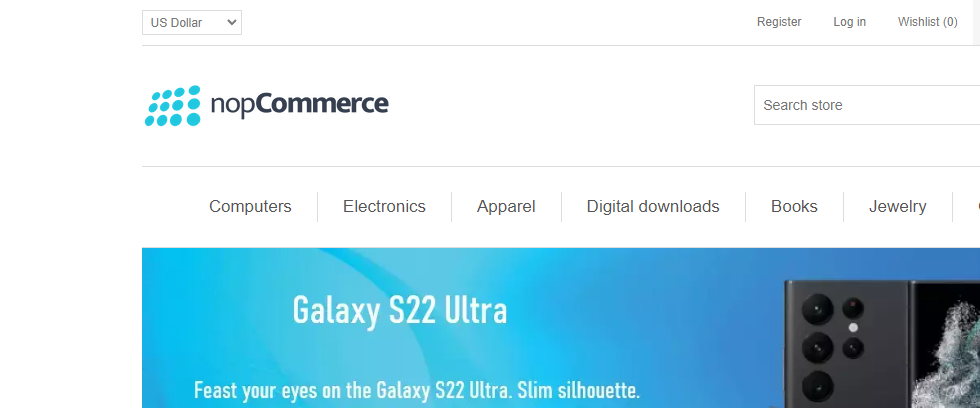 US Dollar
Register
Log in
Wishlist (0)
nopCommerce
Search store
Computers
Electronics
Apparel
Digital downloads
Books
Jewelry
Galaxy S22 Ultra
Feast your eyes on the Galaxy S22 Ultra. Slim silhouette.